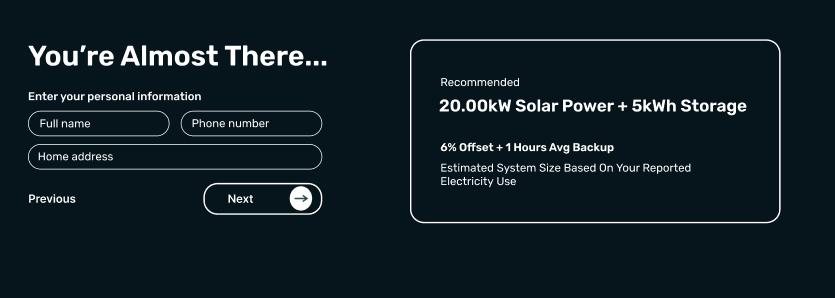 You’re Almost There...
Enter your personal information
Full name
Phone number
Home address
Previous
Next
Recommended
20.00kW Solar Power + 5kWh Storage
6% Offset + 1 Hours Avg Backup
Estimated System Size Based On Your Reported
Electricity Use